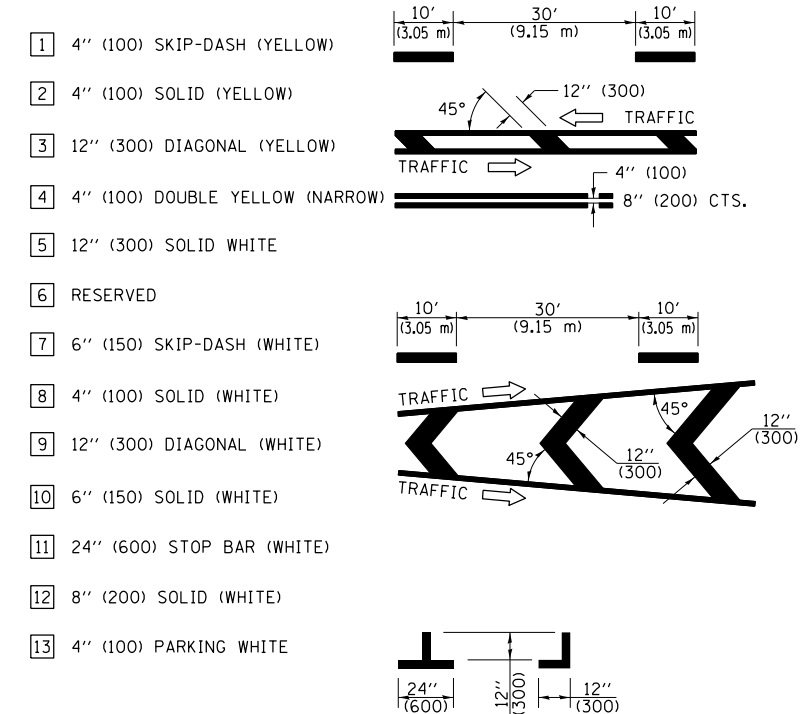 10' 30' 10'
(3.05 m) (9.15 m) (3.05 m)
1 4'' (100) SKIP-DASH (YELLOW)
2 4'' (100) SOLID (YELLOW)
45° 12'' (300)
TRAFFIC
3 12'' (300) DIAGONAL (YELLOW)
TRAFFIC
4'' (100)
4 4'' (100) DOUBLE YELLOW (NARROW)
8'' (200) CTS.
5 12'' (300) SOLID WHITE
6 RESERVED
10' 30' 10'
(3.05 m) (9.15 m) (3.05 m)
7 6'' (150) SKIP-DASH (WHITE)
8 4'' (100) SOLID (WHITE)
TRAFFIC
45°
12''
(300)
9 12'' (300) DIAGONAL (WHITE)
45°
12''
(300)
TRAFFIC
10 6'' (150) SOLID (WHITE)
11 24'' (600) STOP BAR (WHITE)
12 8'' (200) SOLID (WHITE)
13 4'' (100) PARKING WHITE
24''
(600)
12''
(300)
12''
(300)